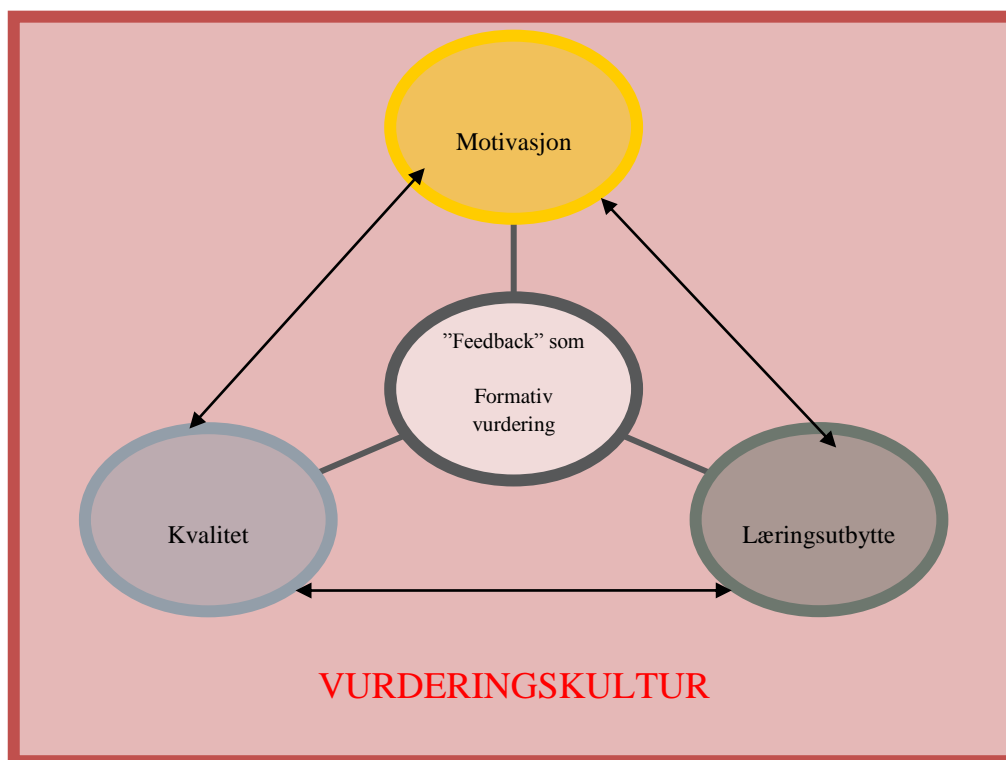 Motivasjon
”Feedback” som
Formativ
vurdering
Kvalitet
Læringsutbytte
VURDERINGSKULTUR